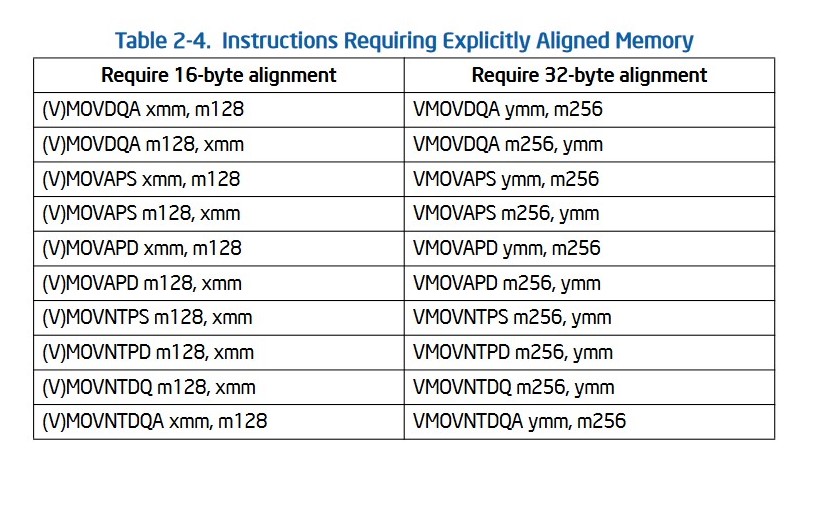 Table 2-4. Instructions Requiring Explicitly Aligned Memory
Require 16-byte alignment Require 32-byte alignment
(V)MOVDQA xmm, m128 VMOVDQA ymm, m256
(V)MOVDQA m128, xmm VMOVDQA m256, ymm
(V)MOVAPS xmm, m128 VMOVAPS ymm, m256
(V)MOVAPS m128, xmm VMOVAPS m256, ymm
(V)MOVAPD xmm, m128 VMOVAPD ymm, m256
(V)MOVAPD m128, xmm VMOVAPD m256, ymm
(V)MOVNTPS m128, xmm VMOVNTPS m256, ymm
(V)MOVNTPD m128, xmm VMOVNTPD m256, ymm
(V)MOVNTDQ m128, xmm VMOVNTDQ m256, ymm
(V)MOVNTDQA xmm, m128 VMOVNTDQA ymm, m256